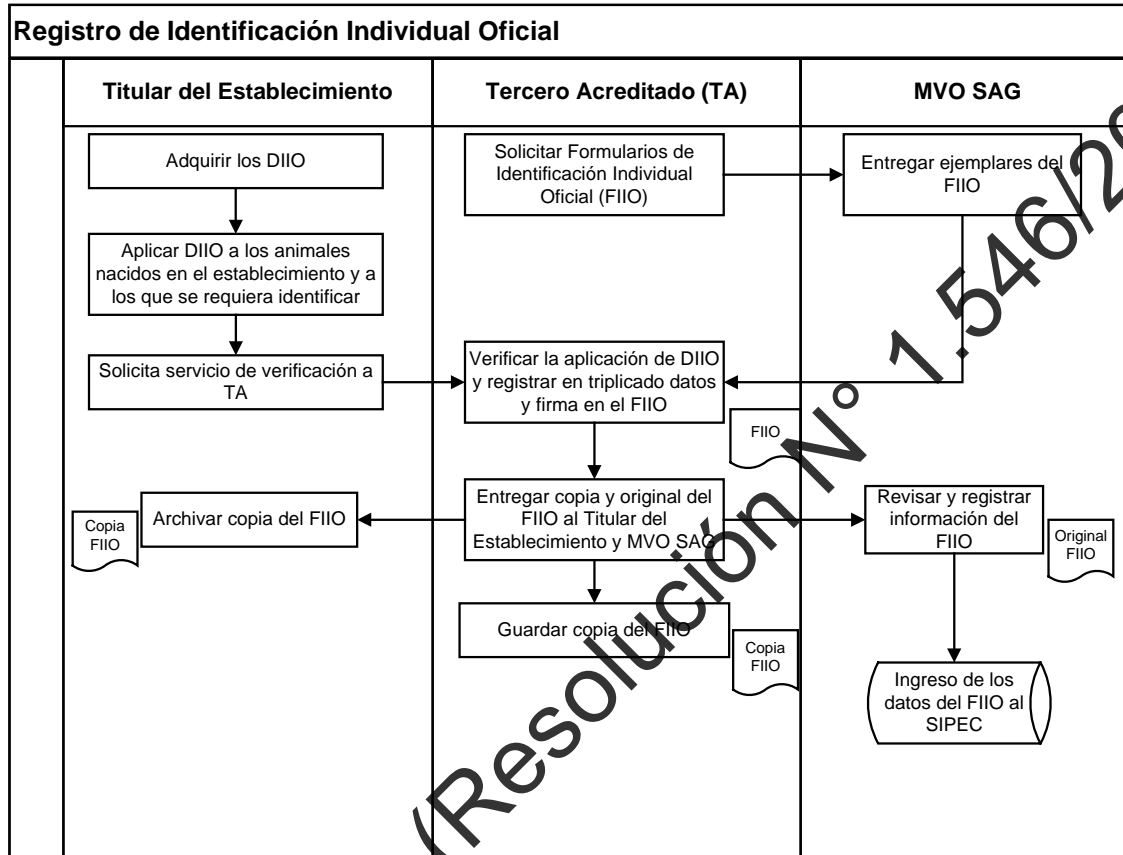 Registro de Identificación Individual Oficial
Titular del Establecimiento
Tercero Acreditado (TA)
MVO SAG
Adquirir los DIIO
Solicitar Formularios de
Identificación Individual
Oficial (FIIO)
Entregar ejemplares del
FIIO
Aplicar DIIO a los animales
nacidos en el establecimiento y a
los que se requiera identificar
Solicita servicio de verificación a
TA
Verificar la aplicación de DIIO
y registrar en triplicado datos
y firma en el FIIO
FIIO
Copia
FIIO
Archivar copia del FIIO
Entregar copia y original del
FIIO al Titular del
Establecimiento y MVO SAG
Revisar y registrar
información del
FIIO
Original
FIIO
Guardar copia del FIIO
Copia
FIIO
Ingreso de los
datos del FIIO al
SIPEC
(Resolución N° 1.546/2